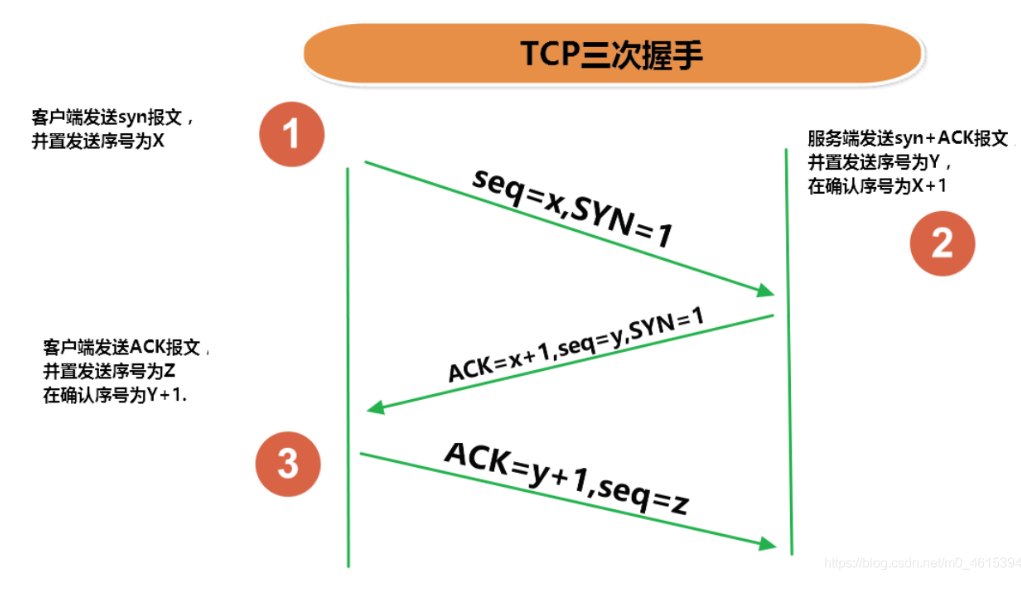 TCP三次握手
客户端发送syn报文，
并置发送序号为X
1
服务端发送syn+ACK报文，
并置发送序号为Y，
在确认序号为X+1
2
seq=x,SYN=1
ACK=x+1,seq=y,SYN=1
客户端发送ACK报文，
并置发送序号为Z
在确认序号为Y+1.
3
ACK=y+1,seq=z
https://blog.csdn.net/m0_4615394